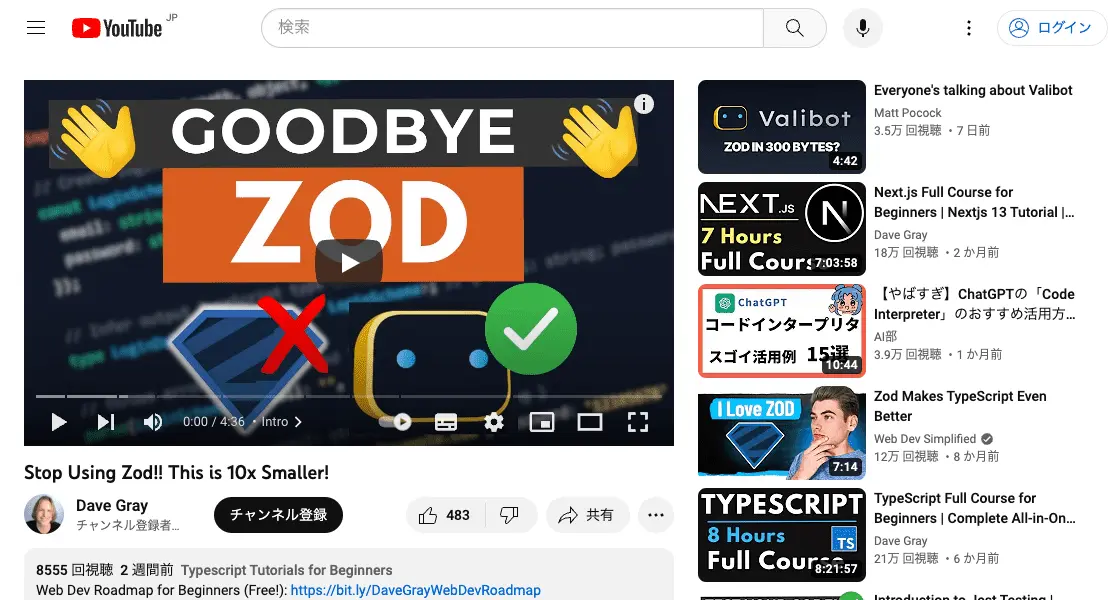 YouTube JP
検索
ログイン
GOODBYE
ZOD
0:00 / 4:36 • Intro
Stop Using Zod!! This is 10x Smaller!
Dave Gray
チャンネル登録者...
チャンネル登録
483
共有
8555 回視聴 2 週間前 Typescript Tutorials for Beginners
Web Dev Roadmap for Beginners (Free!): https://bit.ly/DaveGrayWebDevRoadmap
Valibot
ZOD IN 300 BYTES?
4:42
Everyone's talking about Valibot
Matt Pocock
3.5万 回視聴 • 7 日前
NEXT.JS
N
7 Hours
Full Course
7:03:58
Next.js Full Course for
Beginners | Nextjs 13 Tutorial |...
Dave Gray
18万 回視聴 • 2 か月前
ChatGPT
コードインタープリタ
スゴイ活用例 15選
10:44
【やばすぎ】ChatGPTの「Code
Interpreter」のおすすめ活用方...
AI部
3.9万 回視聴 • 1 か月前
I Love ZOD
7:14
Zod Makes TypeScript Even
Better
Web Dev Simplified
12万 回視聴 • 8 か月前
TYPESCRIPT
8 Hours
TS
Full Course
8:21:57
TypeScript Full Course for
Beginners | Complete All-in-On...
Dave Gray
21万 回視聴 • 6 か月前
Introduction to Jest Testing |